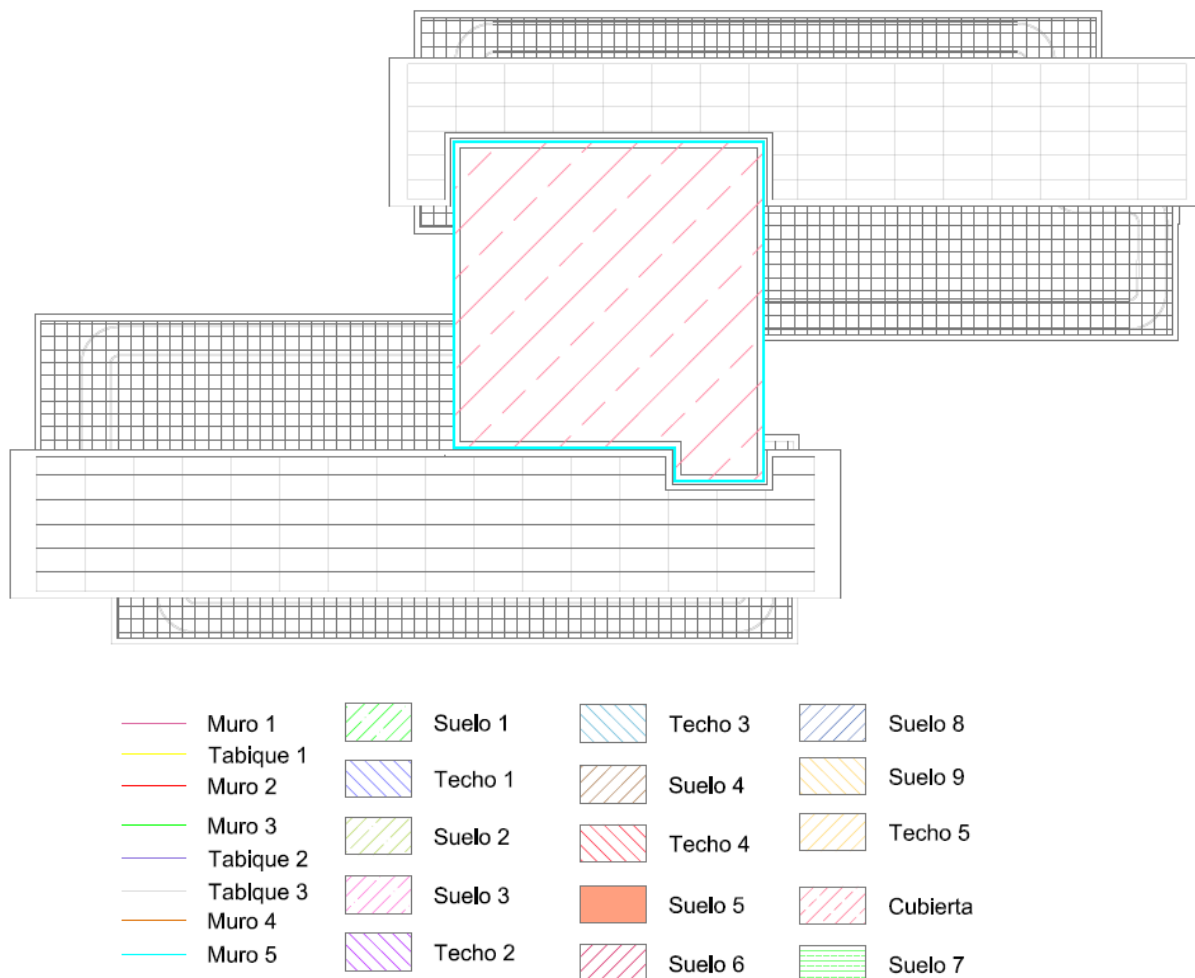 Muro 1
Tabique 1
Muro 2
Muro 3
Tabique 2
Tabique 3
Muro 4
Muro 5
Suelo 1
Techo 1
Suelo 2
Suelo 3
Techo 2
Techo 3
Suelo 4
Techo 4
Suelo 5
Suelo 6
Suelo 8
Suelo 9
Techo 5
Cubierta
Suelo 7